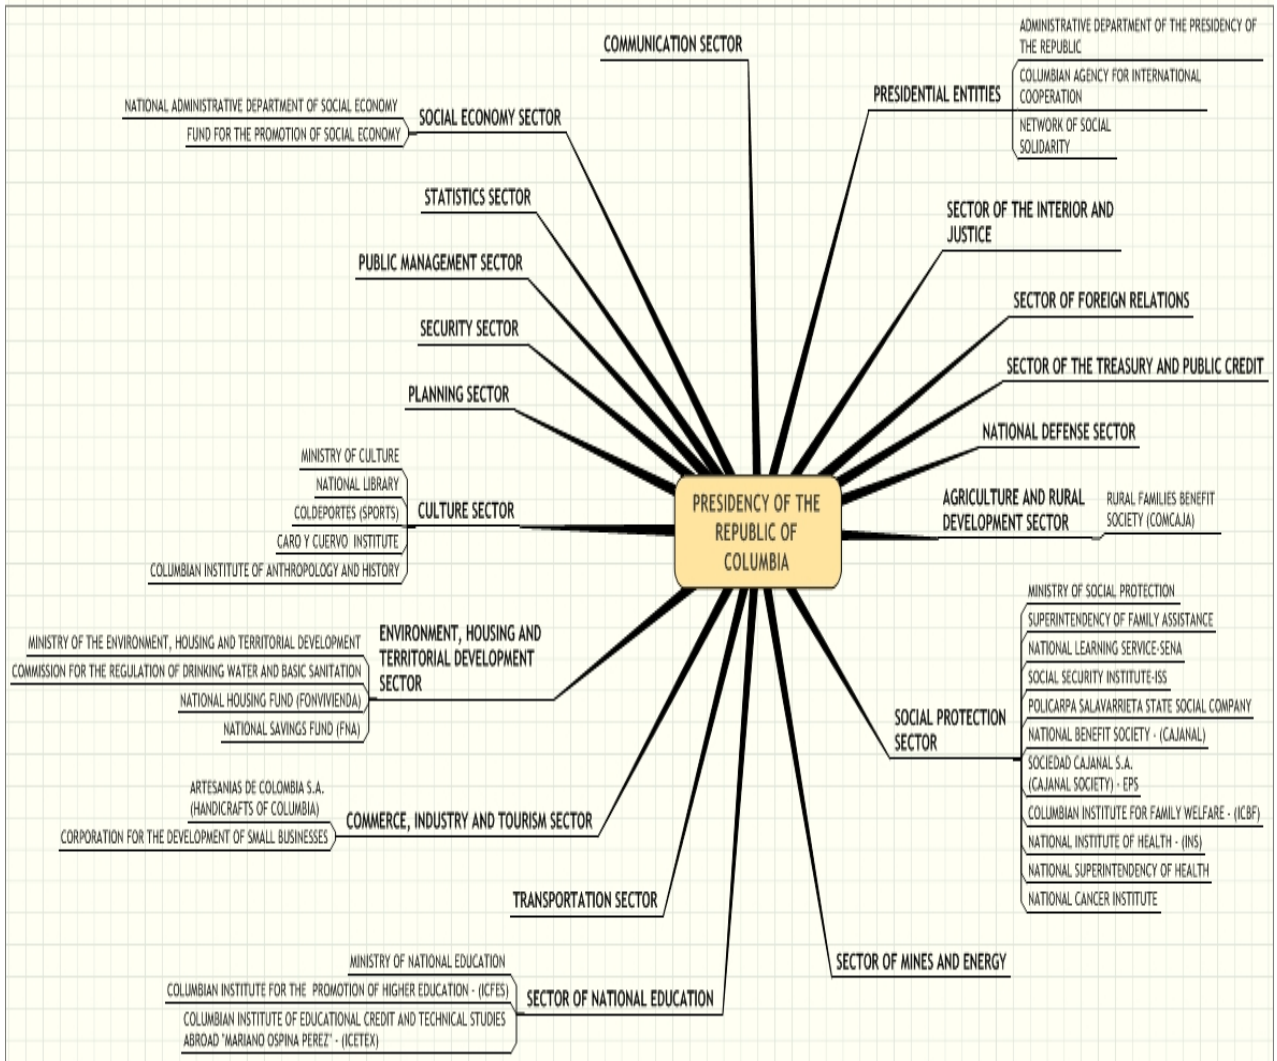 COMMUNICATION SECTOR
ADMINISTRATIVE DEPARTMENT OF THE PRESIDENCY OF
THE REPUBLIC
PRESIDENTIAL ENTITIES
COLUMBIAN AGENCY FOR INTERNATIONAL
COOPERATION
NETWORK OF SOCIAL
SOLIDARITY
NATIONAL ADMINISTRATIVE DEPARTMENT OF SOCIAL ECONOMY
FUND FOR THE PROMOTION OF SOCIAL ECONOMY
SOCIAL ECONOMY SECTOR
STATISTICS SECTOR
SECTOR OF THE INTERIOR AND
JUSTICE
PUBLIC MANAGEMENT SECTOR
SECTOR OF FOREIGN RELATIONS
SECURITY SECTOR
SECTOR OF THE TREASURY AND PUBLIC CREDIT
PLANNING SECTOR
NATIONAL DEFENSE SECTOR
MINISTRY OF CULTURE
NATIONAL LIBRARY
COLDEPORTES (SPORTS)
CARO Y CUERVO INSTITUTE
COLUMBIAN INSTITUTE OF ANTHROPOLOGY AND HISTORY
CULTURE SECTOR
PRESIDENCY OF THE
REPUBLIC OF
COLUMBIA
AGRICULTURE AND RURAL
DEVELOPMENT SECTOR
RURAL FAMILIES BENEFIT
SOCIETY (COMCAJA)
MINISTRY OF THE ENVIRONMENT, HOUSING AND TERRITORIAL DEVELOPMENT
COMMISSION FOR THE REGULATION OF DRINKING WATER AND BASIC SANITATION
NATIONAL HOUSING FUND (FONVIVIENDA)
NATIONAL SAVINGS FUND (FNA)
ENVIRONMENT, HOUSING AND
TERRITORIAL DEVELOPMENT
SECTOR
SOCIAL PROTECTION
SECTOR
MINISTRY OF SOCIAL PROTECTION
SUPERINTENDENCY OF FAMILY ASSISTANCE
NATIONAL LEARNING SERVICE-SENA
SOCIAL SECURITY INSTITUTE-ISS
POLICARPA SALAVARRIETA STATE SOCIAL COMPANY
NATIONAL BENEFIT SOCIETY - (CAJANAL)
SOCIEDAD CAJANAL S.A.
(CAJANAL SOCIETY) - EPS
COLUMBIAN INSTITUTE FOR FAMILY WELFARE - (ICBF)
NATIONAL INSTITUTE OF HEALTH - (INS)
NATIONAL SUPERINTENDENCY OF HEALTH
NATIONAL CANCER INSTITUTE
ARTESANIAS DE COLOMBIA S.A.
(HANDICRAFTS OF COLUMBIA)
CORPORATION FOR THE DEVELOPMENT OF SMALL BUSINESSES
COMMERCE, INDUSTRY AND TOURISM SECTOR
TRANSPORTATION SECTOR
SECTOR OF MINES AND ENERGY
MINISTRY OF NATIONAL EDUCATION
COLUMBIAN INSTITUTE FOR THE PROMOTION OF HIGHER EDUCATION - (ICFES)
COLUMBIAN INSTITUTE OF EDUCATIONAL CREDIT AND TECHNICAL STUDIES
ABROAD "MARIANO OSPINA PEREZ" - (ICETEX)
SECTOR OF NATIONAL EDUCATION